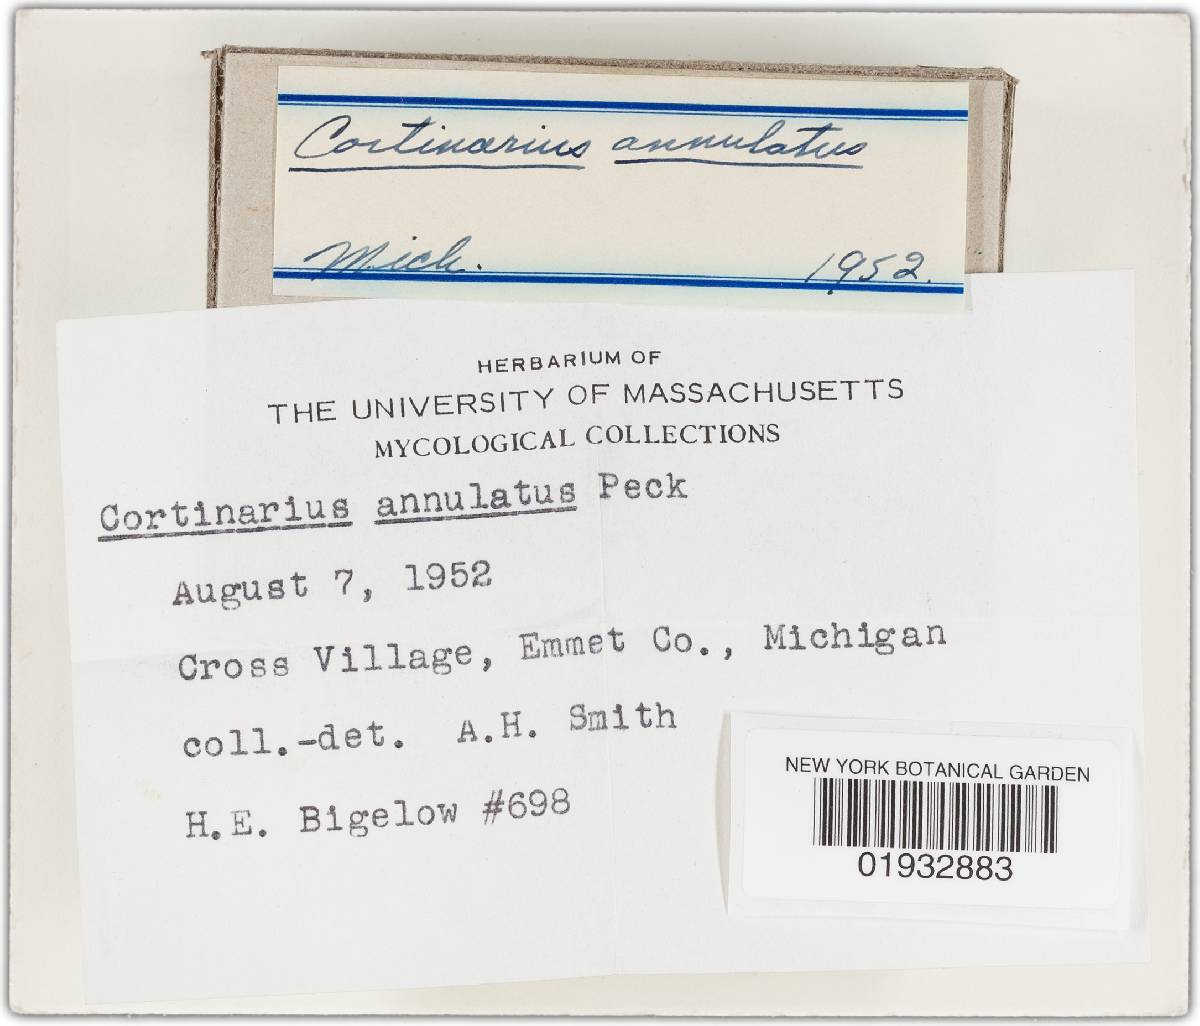 Cortinarius annulatus
Mich. 1952.
HERBARIUM OF
THE UNIVERSITY OF MASSACHUSETTS
MYCOLOGICAL COLLECTIONS
Cortinarius annulatus Peck
August 7, 1952
Cross Village, Emmet Co., Michigan
coll.-det. A.H. Smith
H.E. Bigelow #698
NEW YORK BOTANICAL GARDEN
01932883